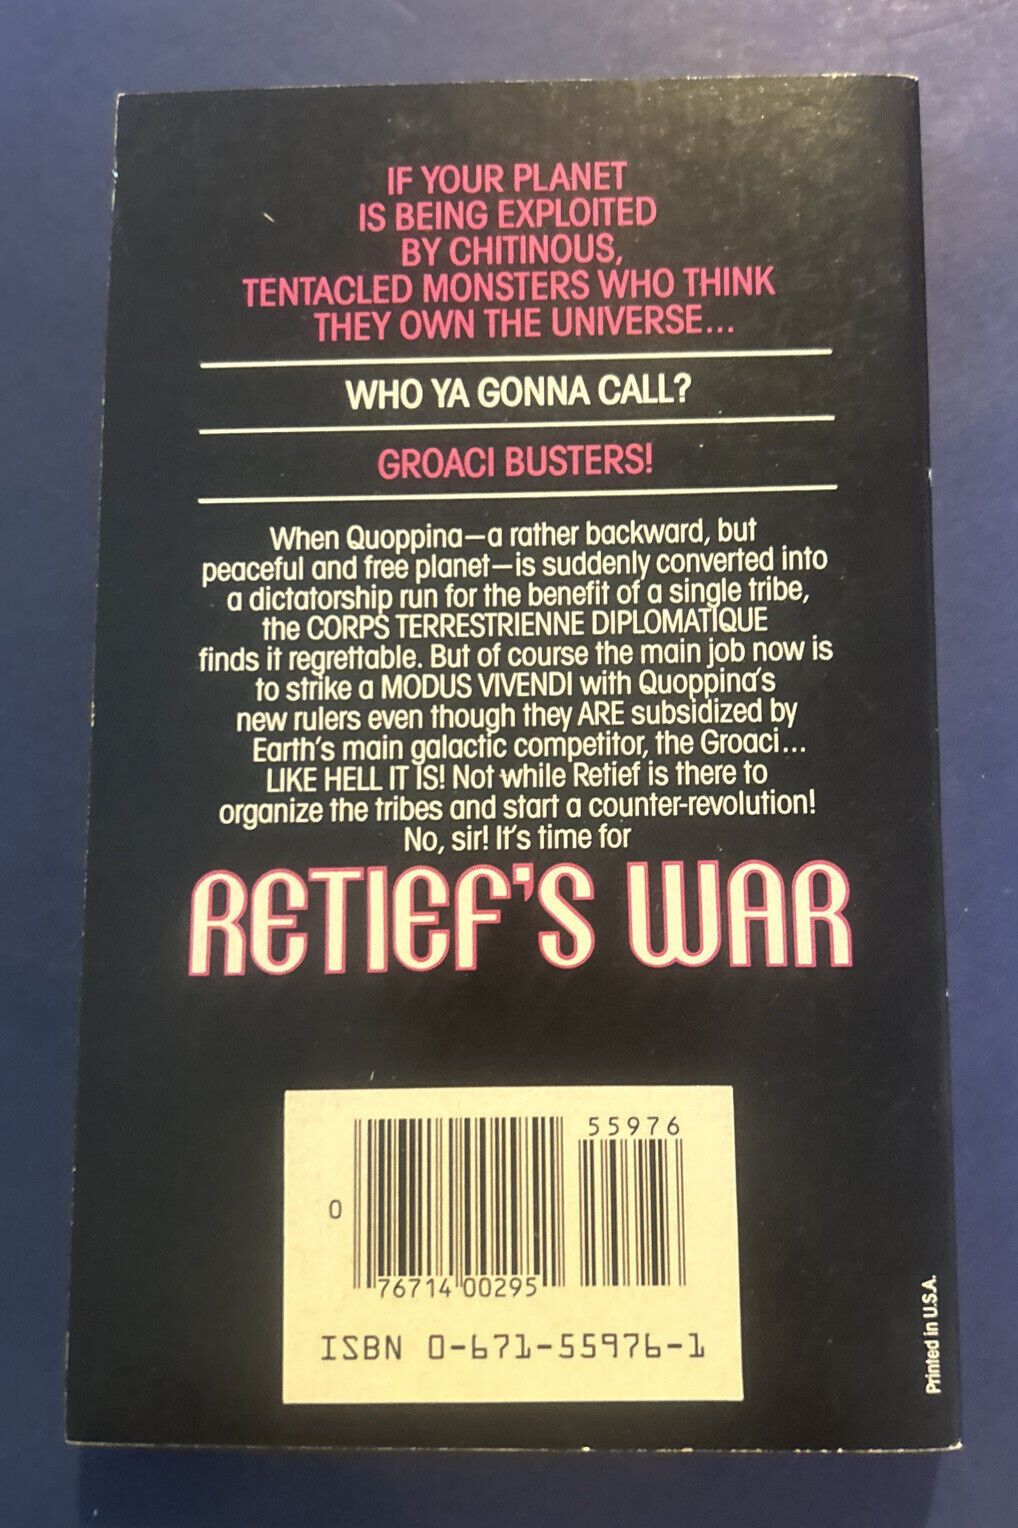 IF YOUR PLANET
IS BEING EXPLOITED
BY CHITINOUS,
TENTACLED MONSTERS WHO THINK
THEY OWN THE UNIVERSE...
WHO YA GONNA CALL?
GROACI BUSTERS!
When Quoppina—a rather backward, but
peaceful and free planet—is suddenly converted into
a dictatorship run for the benefit of a single tribe,
the CORPS TERRESTRIENNE DIPLOMATIQUE
finds it regrettable. But of course the main job now is
to strike a MODUS VIVENDI with Quoppina's
new rulers even though they ARE subsidized by
Earth's main galactic competitor, the Groaci...
LIKE HELL IT IS! Not while Retief is there to
organize the tribes and start a counter-revolution!
No, sir! It's time for
RETIEF'S WAR
55976
0
76714 00295
ISBN 0-671-55976-1
Printed in U.S.A.